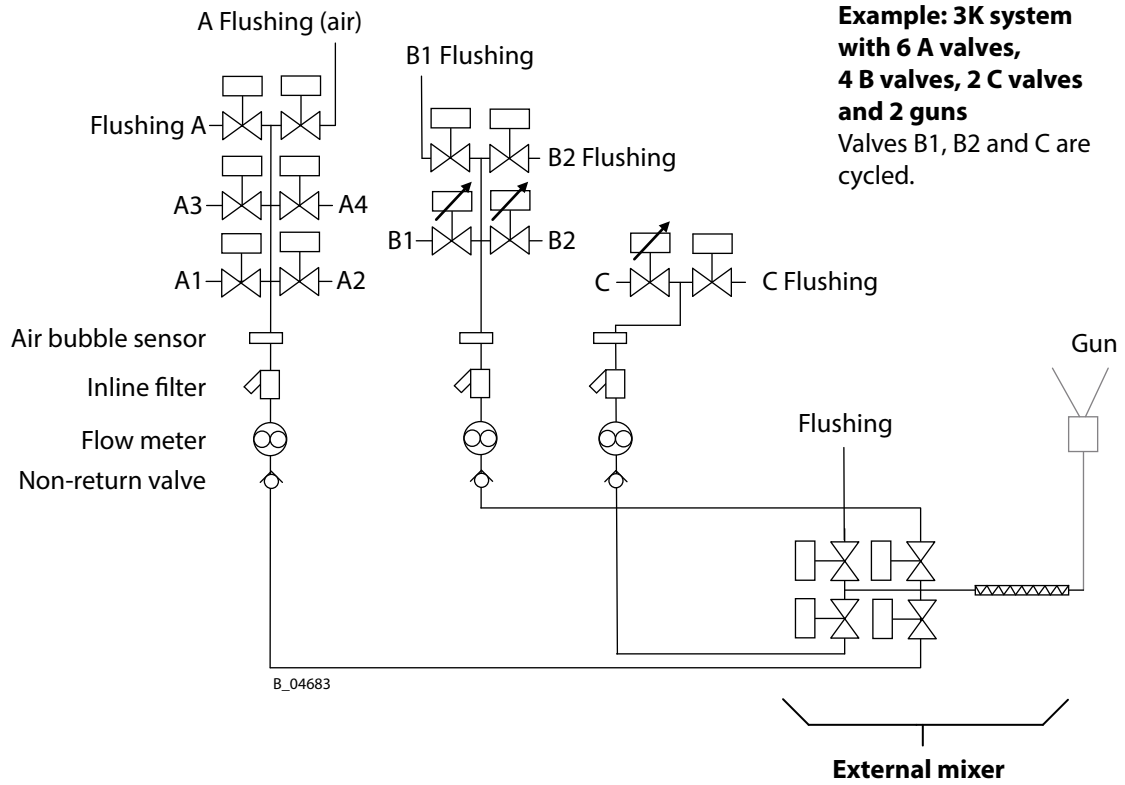 A Flushing (air)
Example: 3K system
with 6 A valves,
4 B valves, 2 C valves
and 2 guns
Valves B1, B2 and C are
cycled.
B1 Flushing
Flushing A
B2 Flushing
A3
A4
B1
B2
A1
A2
C
C Flushing
Air bubble sensor
Gun
Inline filter
Flow meter
Flushing
Non-return valve
B_04683
External mixer